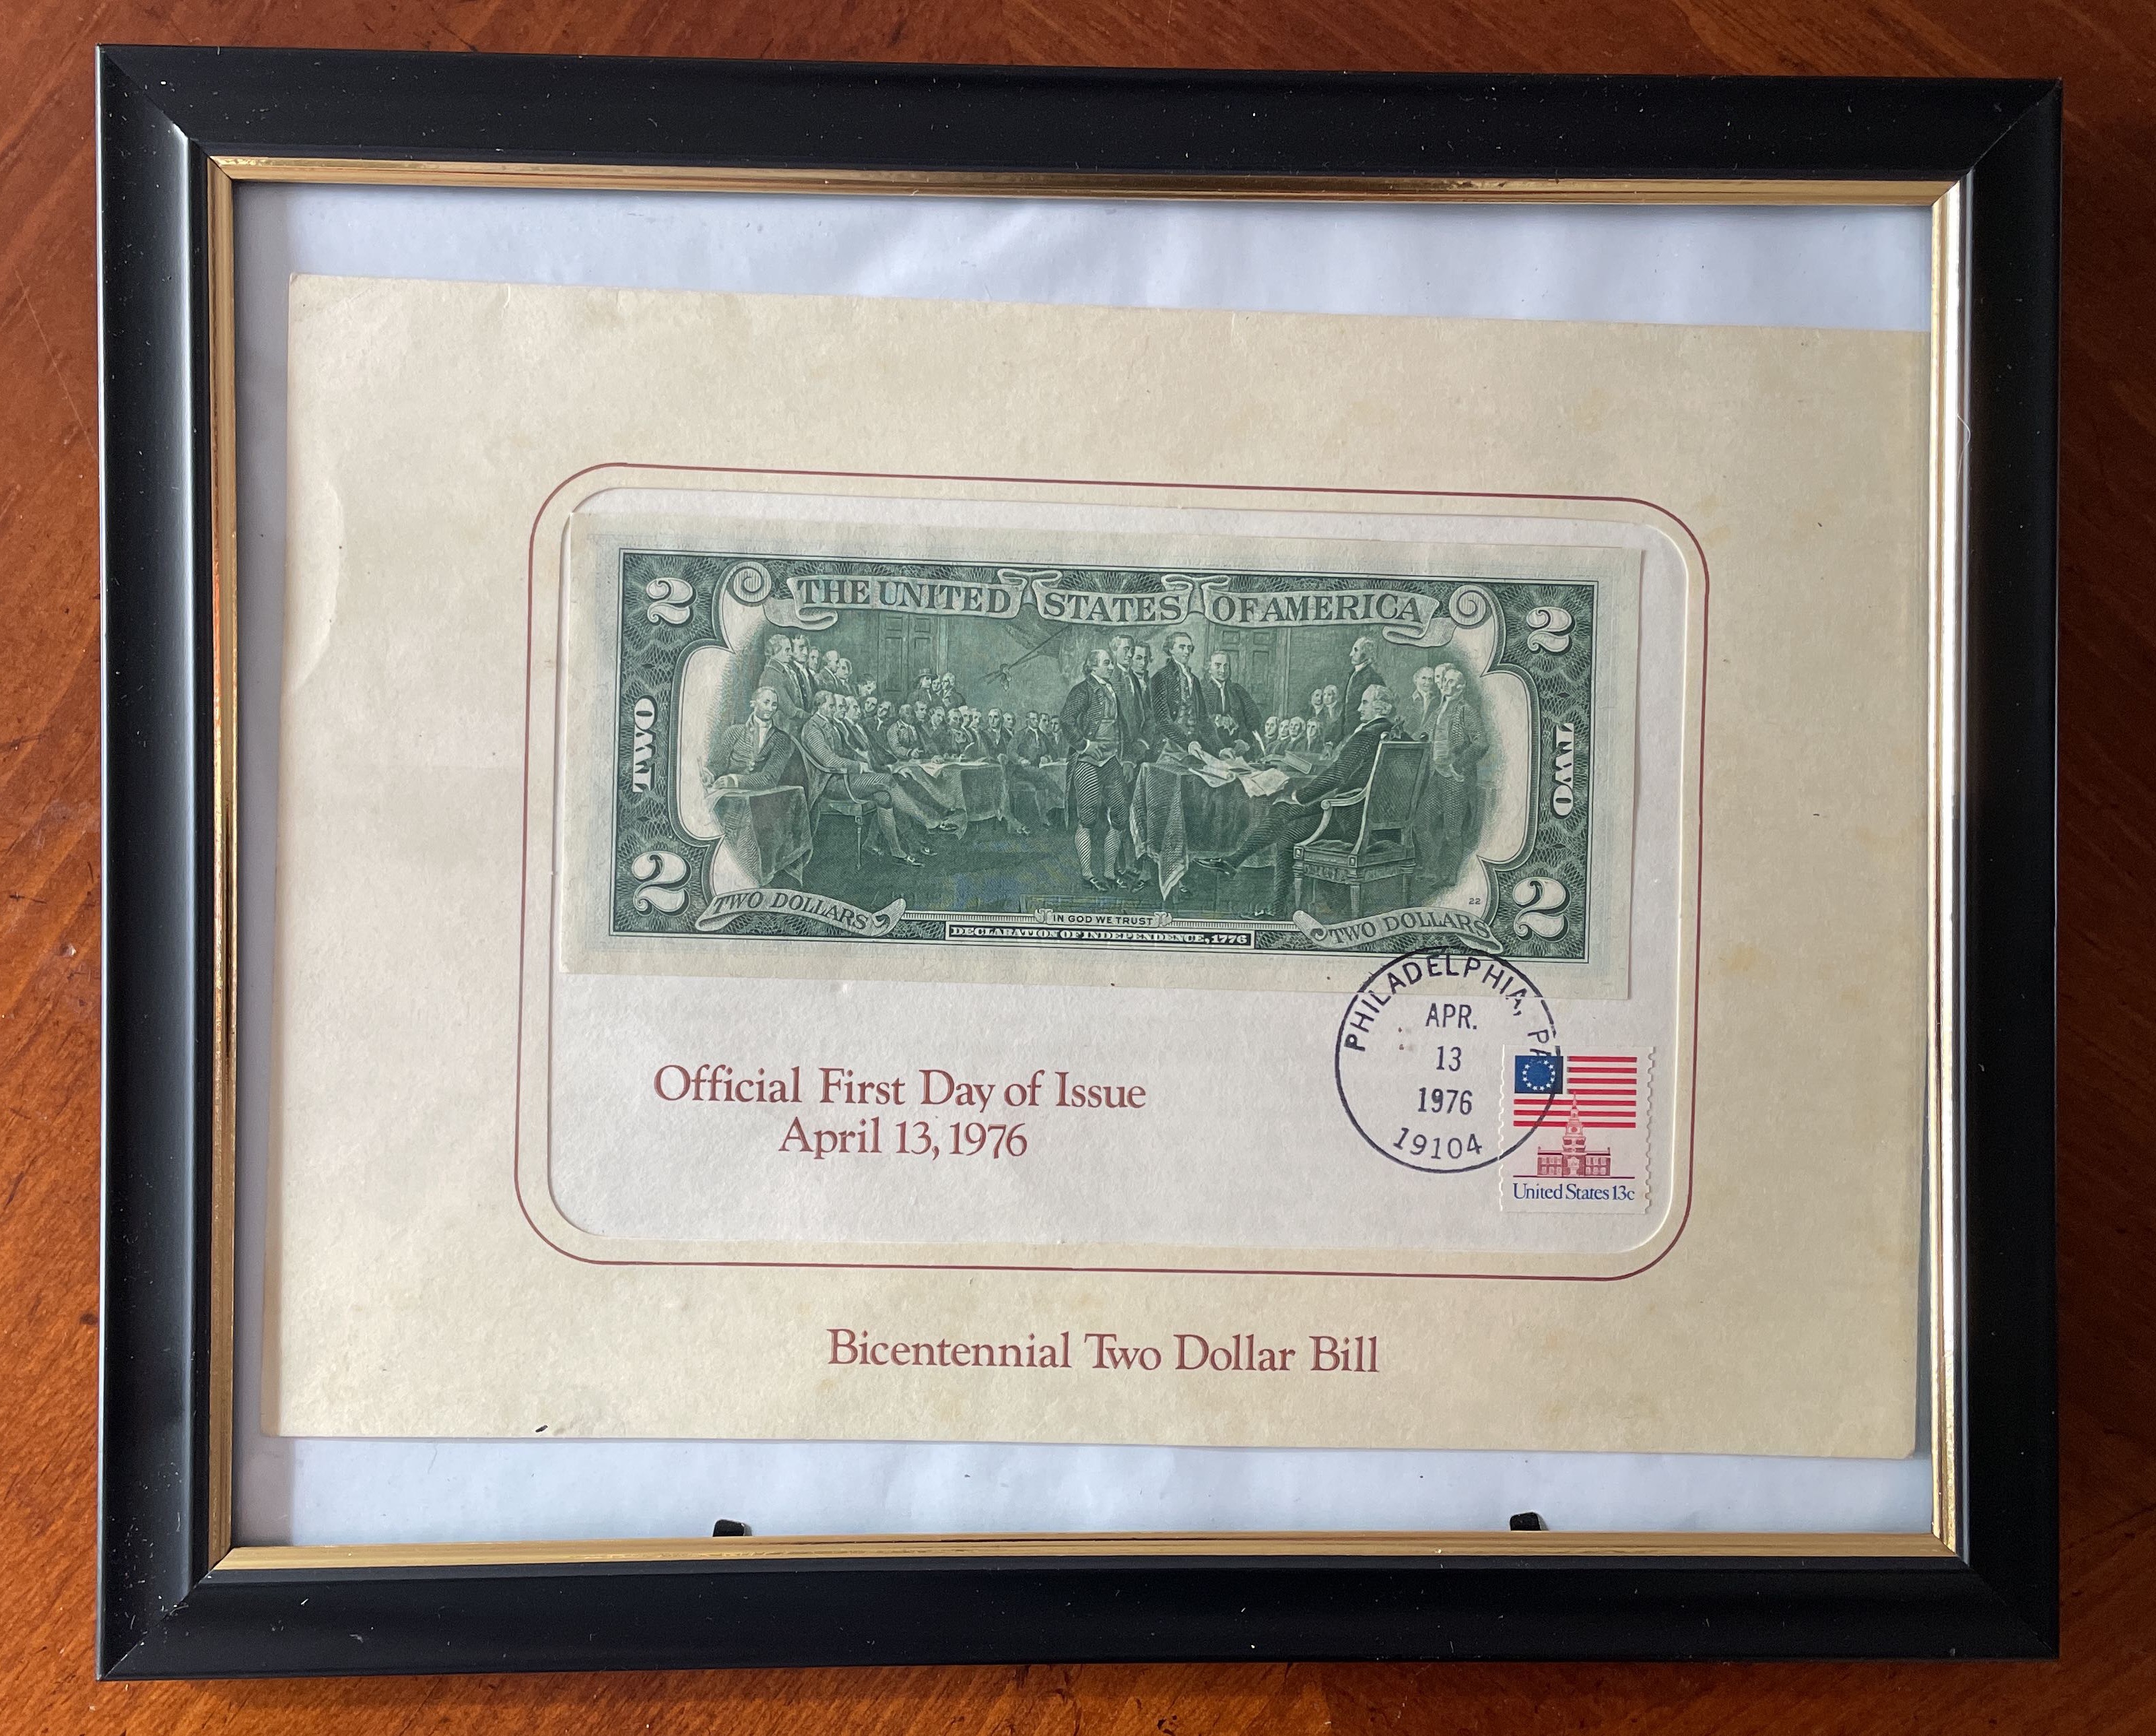 2 THE UNITED STATES OF AMERICA 2
TWO TWO
2 TWO DOLLARS IN GOD WE TRUST TWO DOLLARS 22 2
DECLARATION OF INDEPENDENCE, 1776
PHILADELPHIA, PA
APR.
13
1976
19104
Official First Day of Issue
April 13, 1976
United States 13c
Bicentennial Two Dollar Bill